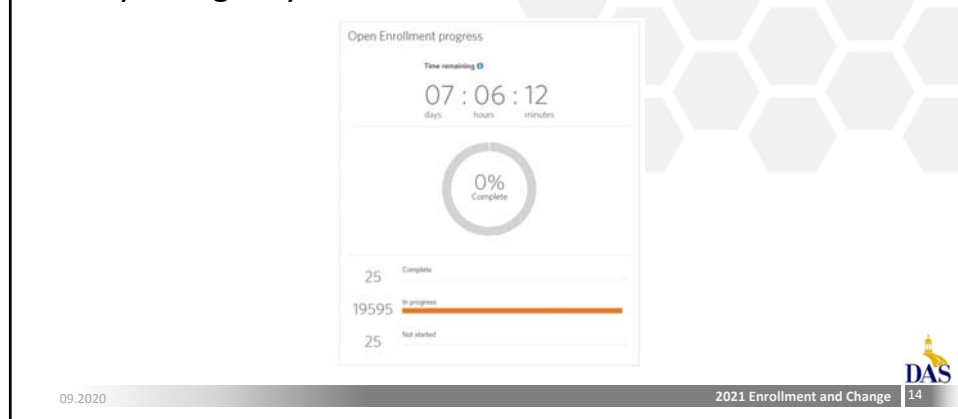 Open Enrollment progress
Time remaining
07 : 06 : 12
days hours minutes
0%
Complete
25 Complete
19595 In progress
25 Not started
DAS
09.2020 2021 Enrollment and Change 14